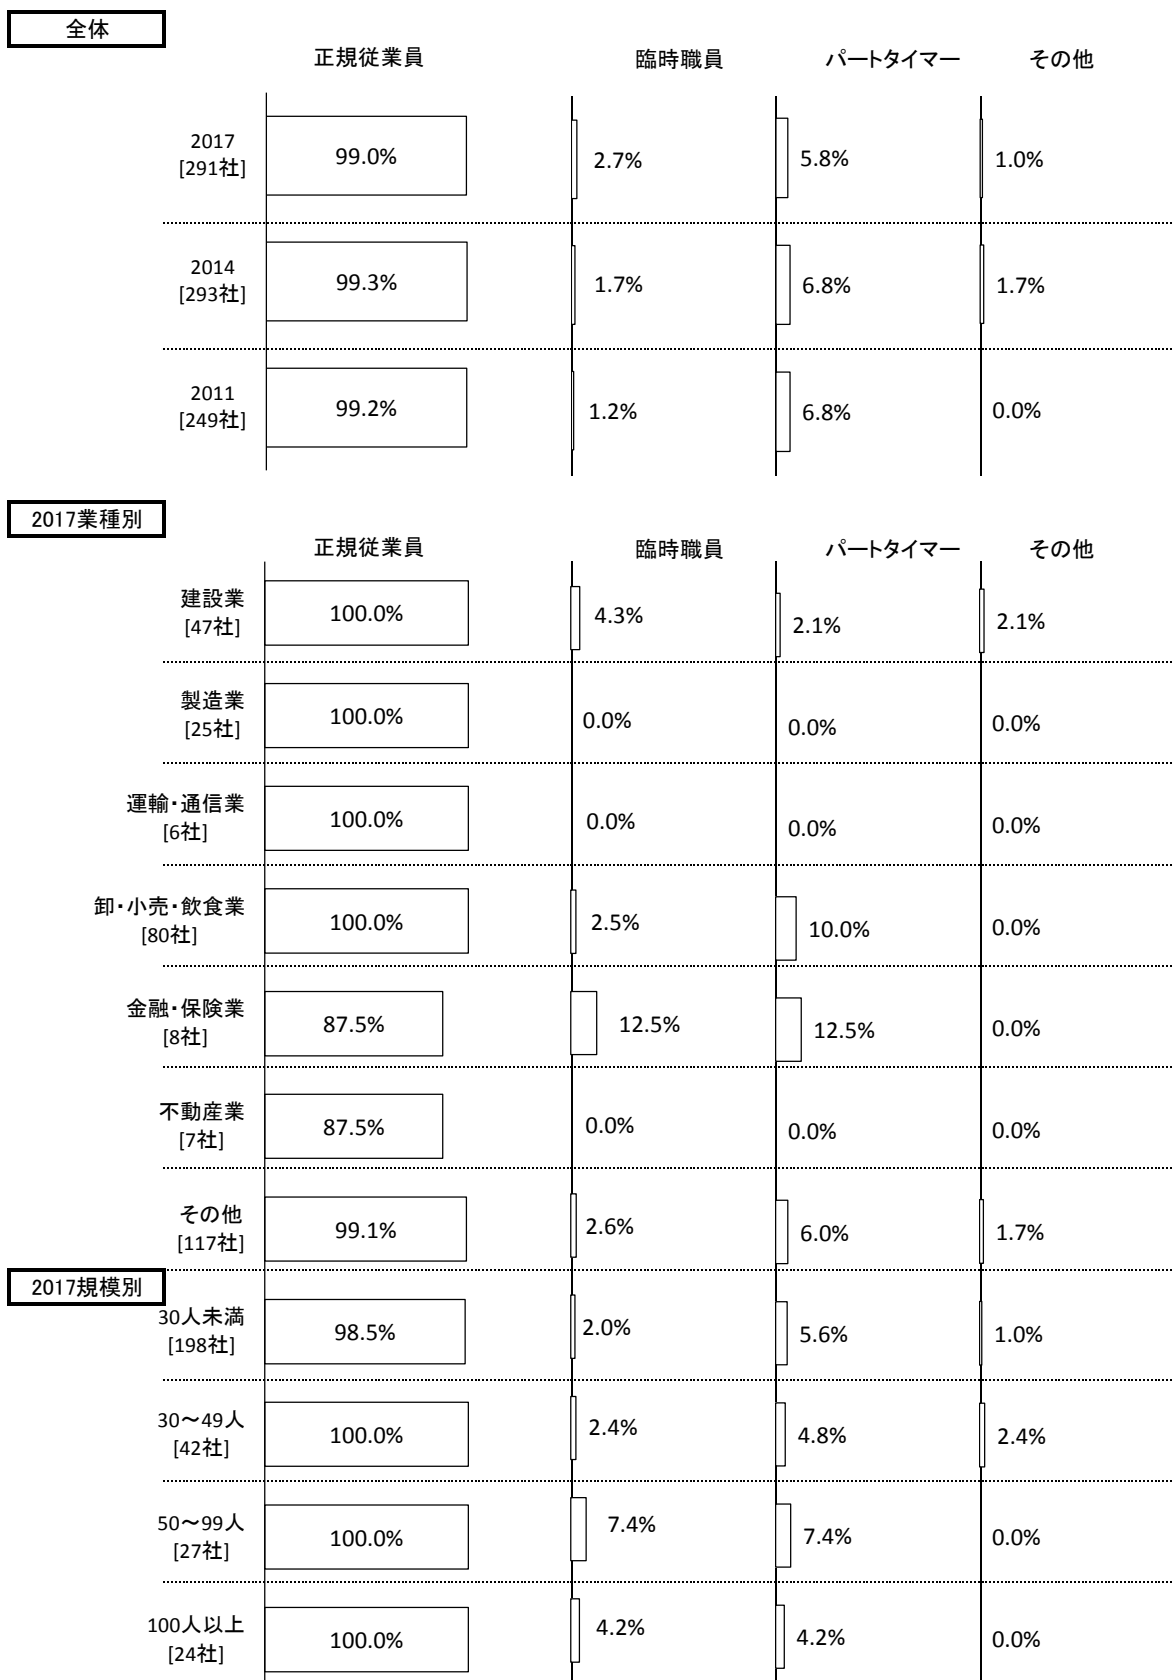 全体
正規従業員 臨時職員 パートタイマー その他
2017 99.0% 2.7% 5.8% 1.0%
[291社]
2014 99.3% 1.7% 6.8% 1.7%
[293社]
2011 99.2% 1.2% 6.8% 0.0%
[249社]
2017業種別
正規従業員 臨時職員 パートタイマー その他
建設業 100.0% 4.3% 2.1% 2.1%
[47社]
製造業 100.0% 0.0% 0.0% 0.0%
[25社]
運輸・通信業 100.0% 0.0% 0.0% 0.0%
[6社]
卸・小売・飲食業 100.0% 2.5% 10.0% 0.0%
[80社]
金融・保険業 87.5% 12.5% 12.5% 0.0%
[8社]
不動産業 87.5% 0.0% 0.0% 0.0%
[7社]
その他 99.1% 2.6% 6.0% 1.7%
[117社]
2017規模別
30人未満 98.5% 2.0% 5.6% 1.0%
[198社]
30～49人 100.0% 2.4% 4.8% 2.4%
[42社]
50～99人 100.0% 7.4% 7.4% 0.0%
[27社]
100人以上 100.0% 4.2% 4.2% 0.0%
[24社]